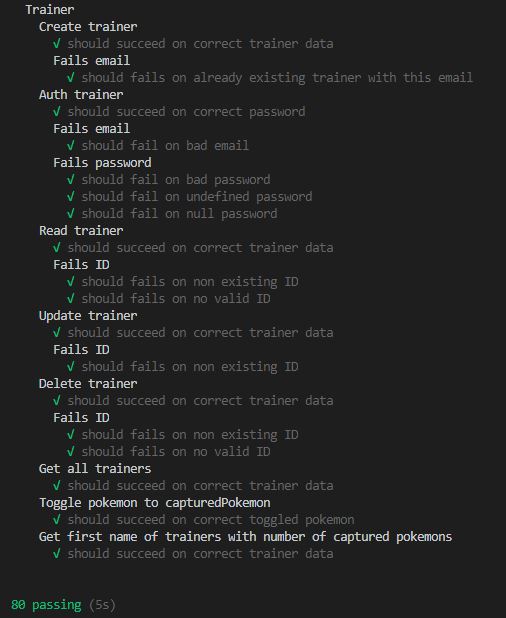 Trainer
Create trainer
√ should succeed on correct trainer data
Fails email
√ should fails on already existing trainer with this email
Auth trainer
√ should succeed on correct password
Fails email
√ should fail on bad email
Fails password
√ should fail on bad password
√ should fail on undefined password
√ should fail on null password
Read trainer
√ should succeed on correct trainer data
Fails ID
√ should fails on non existing ID
√ should fails on no valid ID
Update trainer
√ should succeed on correct trainer data
Fails ID
√ should fails on non existing ID
Delete trainer
√ should succeed on correct trainer data
Fails ID
√ should fails on non existing ID
√ should fails on no valid ID
Get all trainers
√ should succeed on correct trainer data
Toggle pokemon to capturedPokemon
√ should succeed on correct toggled pokemon
Get first name of trainers with number of captured pokemons
√ should succeed on correct trainer data
80 passing (5s)